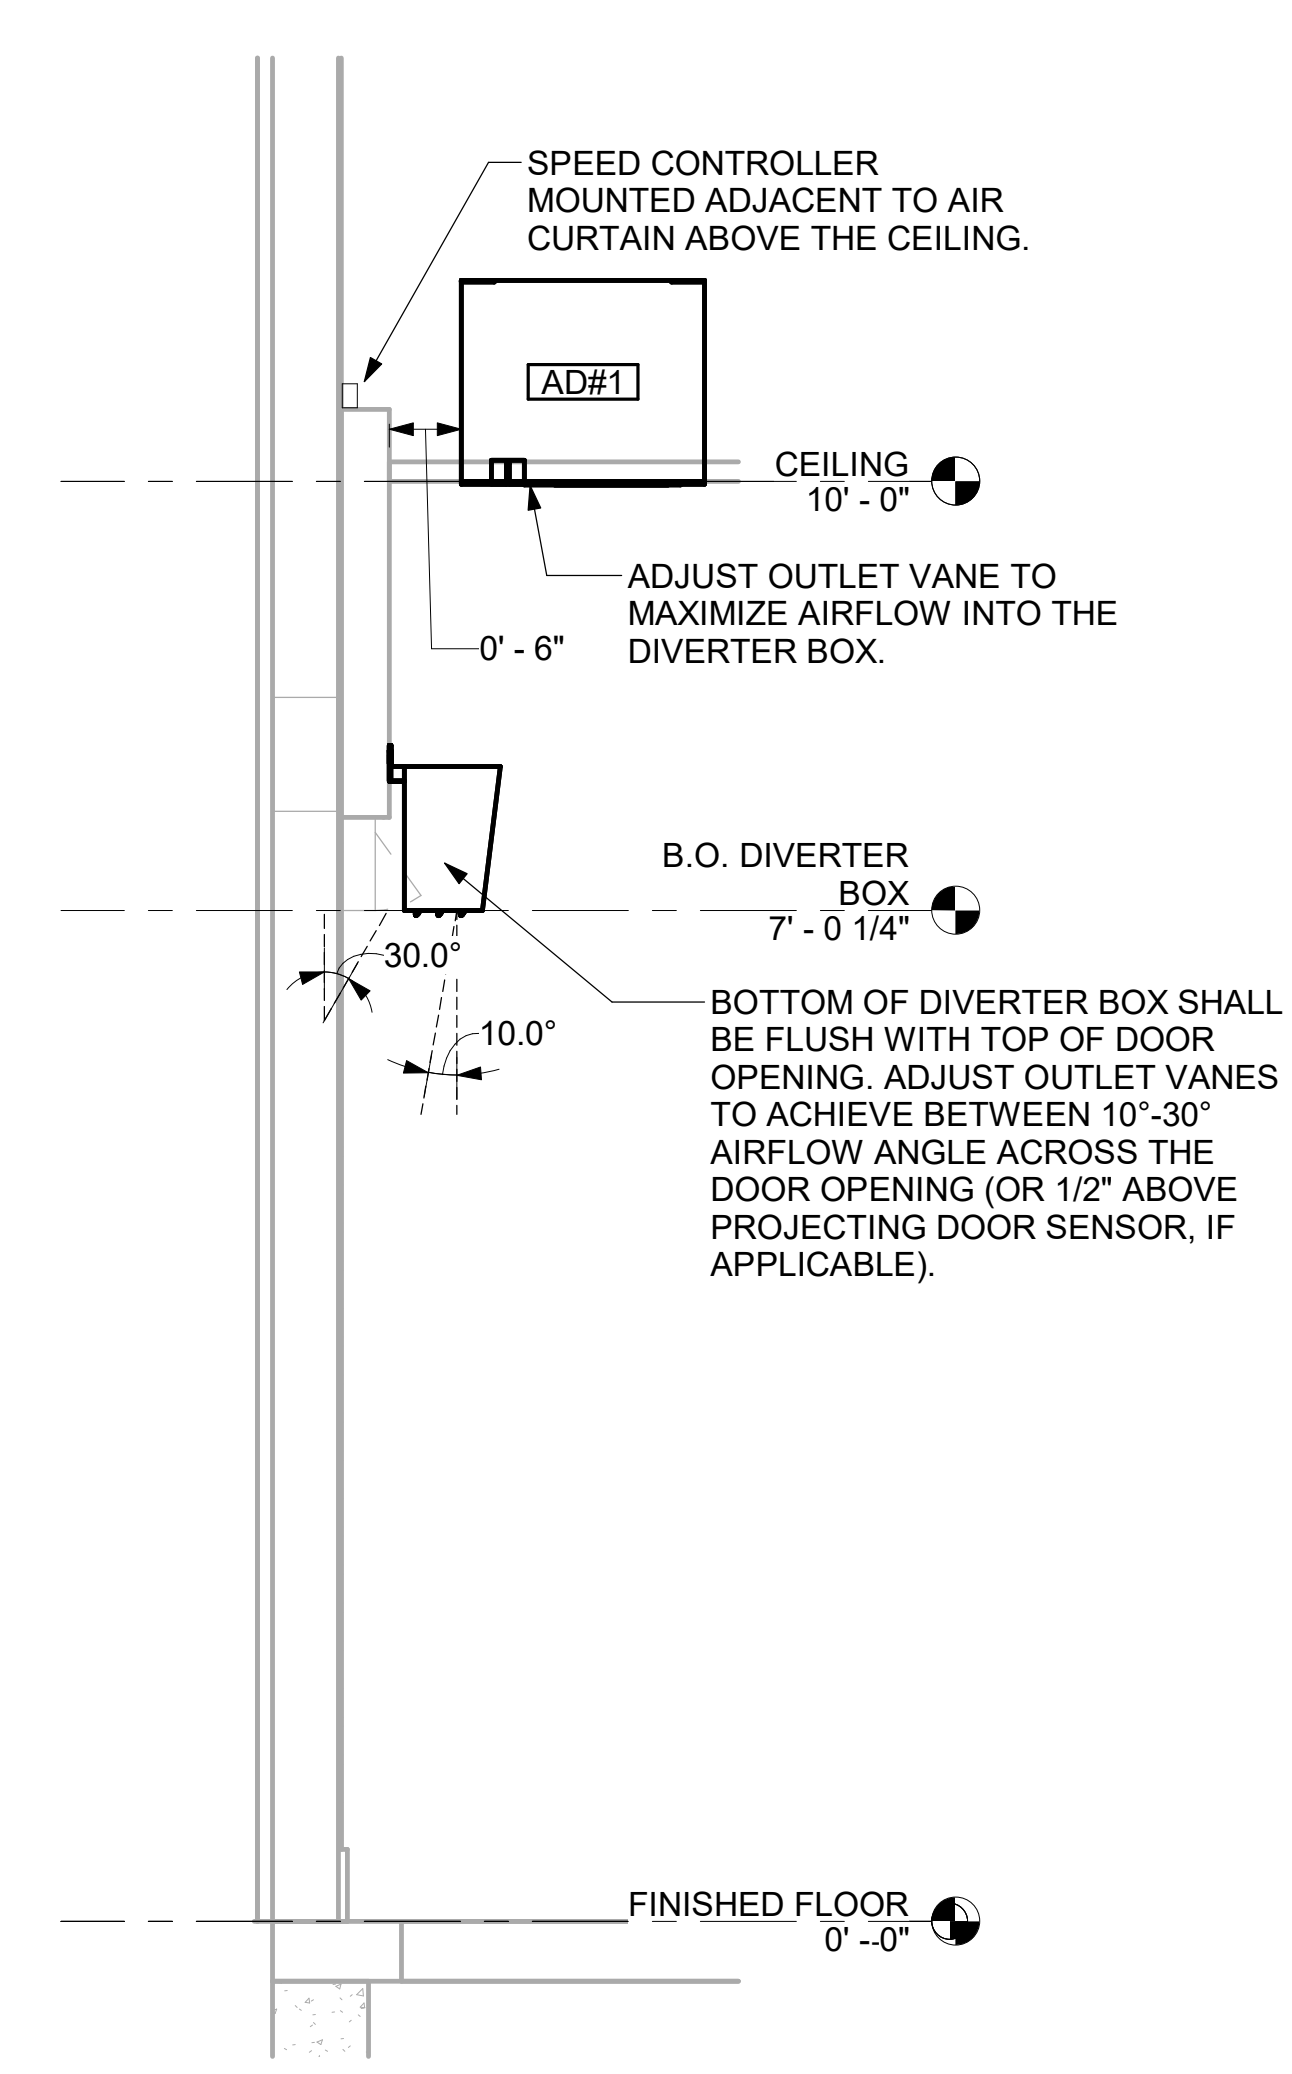 SPEED CONTROLLER
MOUNTED ADJACENT TO AIR
CURTAIN ABOVE THE CEILING.
AD#1
CEILING
10' - 0"
ADJUST OUTLET VANE TO
MAXIMIZE AIRFLOW INTO THE
DIVERTER BOX.
0' - 6"
B.O. DIVERTER
BOX
7' - 0 1/4"
30.0°
10.0°
BOTTOM OF DIVERTER BOX SHALL
BE FLUSH WITH TOP OF DOOR
OPENING. ADJUST OUTLET VANES
TO ACHIEVE BETWEEN 10°-30°
AIRFLOW ANGLE ACROSS THE
DOOR OPENING (OR 1/2" ABOVE
PROJECTING DOOR SENSOR, IF
APPLICABLE).
FINISHED FLOOR
0' --0"